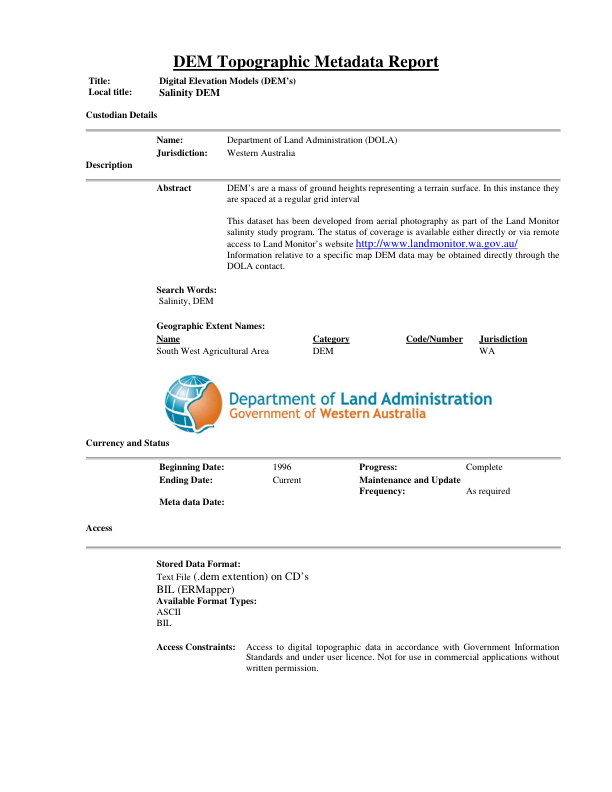 DEM Topographic Metadata Report
Title: Digital Elevation Models (DEM's)
Local title: Salinity DEM
Custodian Details
Name: Department of Land Administration (DOLA)
Jurisdiction: Western Australia
Description
Abstract DEM's are a mass of ground heights representing a terrain surface. In this instance they
are spaced at a regular grid interval
This dataset has been developed from aerial photography as part of the Land Monitor
salinity study program. The status of coverage is available either directly or via remote
access to Land Monitor's website http://www.landmonitor.wa.gov.au/
Information relative to a specific map DEM data may be obtained directly through the
DOLA contact.
Search Words:
Salinity, DEM
Geographic Extent Names:
Name Category Code/Number Jurisdiction
South West Agricultural Area DEM WA
Department of Land Administration
Government of Western Australia
Currency and Status
Beginning Date: 1996 Progress: Complete
Ending Date: Current Maintenance and Update
Frequency: As required
Meta data Date:
Access
Stored Data Format:
Text File (.dem extention) on CD's
BIL (ERMapper)
Available Format Types:
ASCII
BIL
Access Constraints: Access to digital topographic data in accordance with Government Information
Standards and under user licence. Not for use in commercial applications without
written permission.